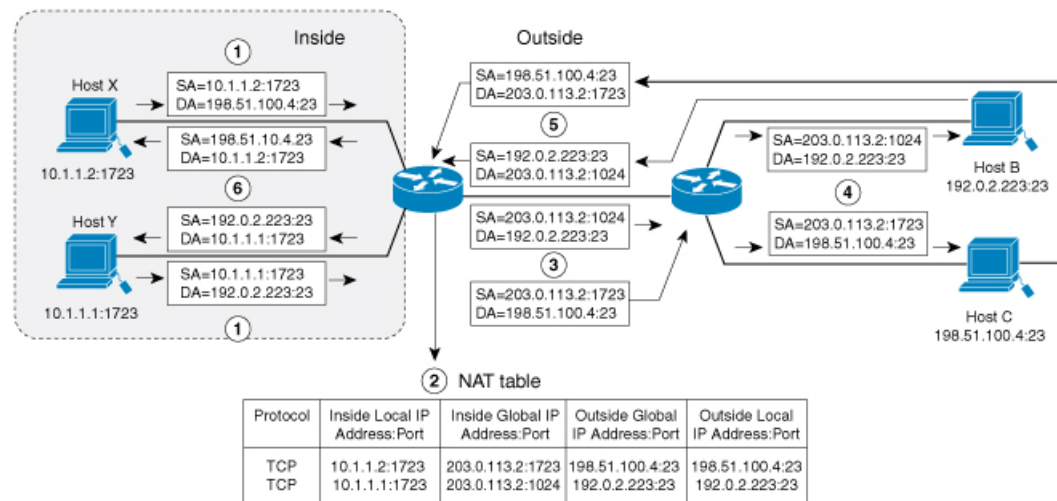 Inside
Outside
1
Host X
SA=10.1.1.2:1723
DA=198.51.100.4:23
SA=198.51.10.4.23
DA=10.1.1.2:1723
10.1.1.2:1723
6
Host Y
SA=192.0.2.223:23
DA=10.1.1.1:1723
SA=10.1.1.1:1723
DA=192.0.2.223:23
10.1.1.1:1723
1
SA=198.51.100.4:23
DA=203.0.113.2:1723
5
SA=192.0.2.223:23
DA=203.0.113.2:1024
SA=203.0.113.2:1024
DA=192.0.2.223:23
3
SA=203.0.113.2:1723
DA=198.51.100.4:23
SA=203.0.113.2:1024
DA=192.0.2.223:23
Host B
192.0.2.223:23
4
SA=203.0.113.2:1723
DA=198.51.100.4:23
Host C
198.51.100.4:23
2 NAT table
Protocol Inside Local IP Address:Port Inside Global IP Address:Port Outside Global IP Address:Port Outside Local IP Address:Port
TCP 10.1.1.2:1723 203.0.113.2:1723 198.51.100.4:23 198.51.100.4:23
TCP 10.1.1.1:1723 203.0.113.2:1024 192.0.2.223:23 192.0.2.223:23